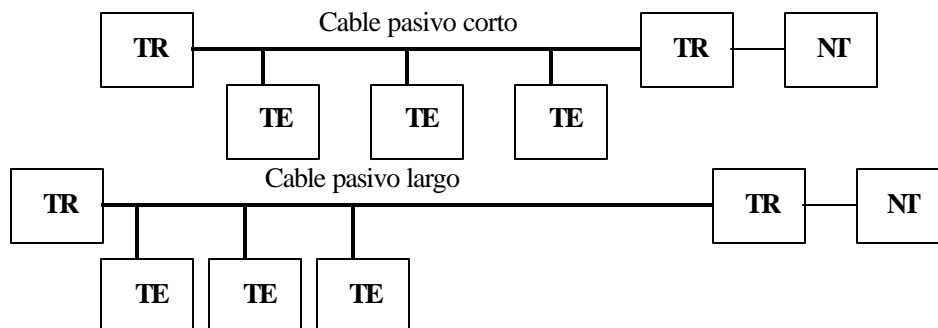 Cable pasivo corto
TR TR NT
TE TE TE
Cable pasivo largo
TR TR NT
TE TE TE